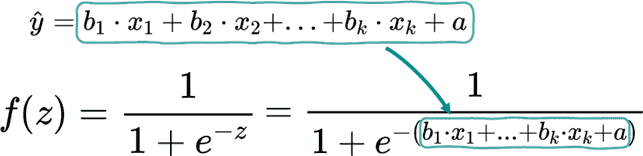 ŷ = b₁ · x₁ + b₂ · x₂+...+bₖ · xₖ + a
f(z) = 1 / (1 + e^(−z)) = 1 / (1 + e^(−(b₁·x₁+...+bₖ·xₖ+a)))